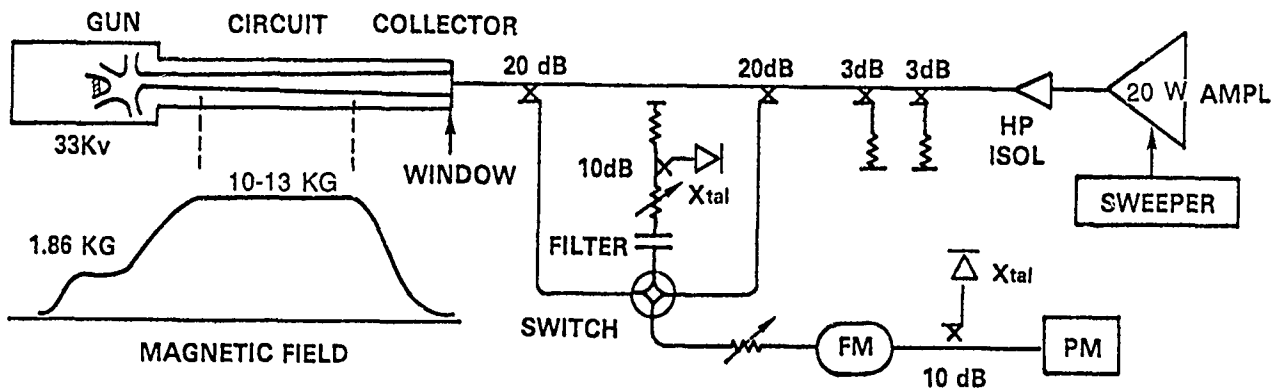 GUN CIRCUIT COLLECTOR
20 dB 20dB 3dB 3dB
20 W AMPL
33Kv
WINDOW
10dB
Xtal
HP
ISOL
SWEEPER
10-13 KG
1.86 KG
FILTER
SWITCH
Xtal
FM
PM
10 dB
MAGNETIC FIELD